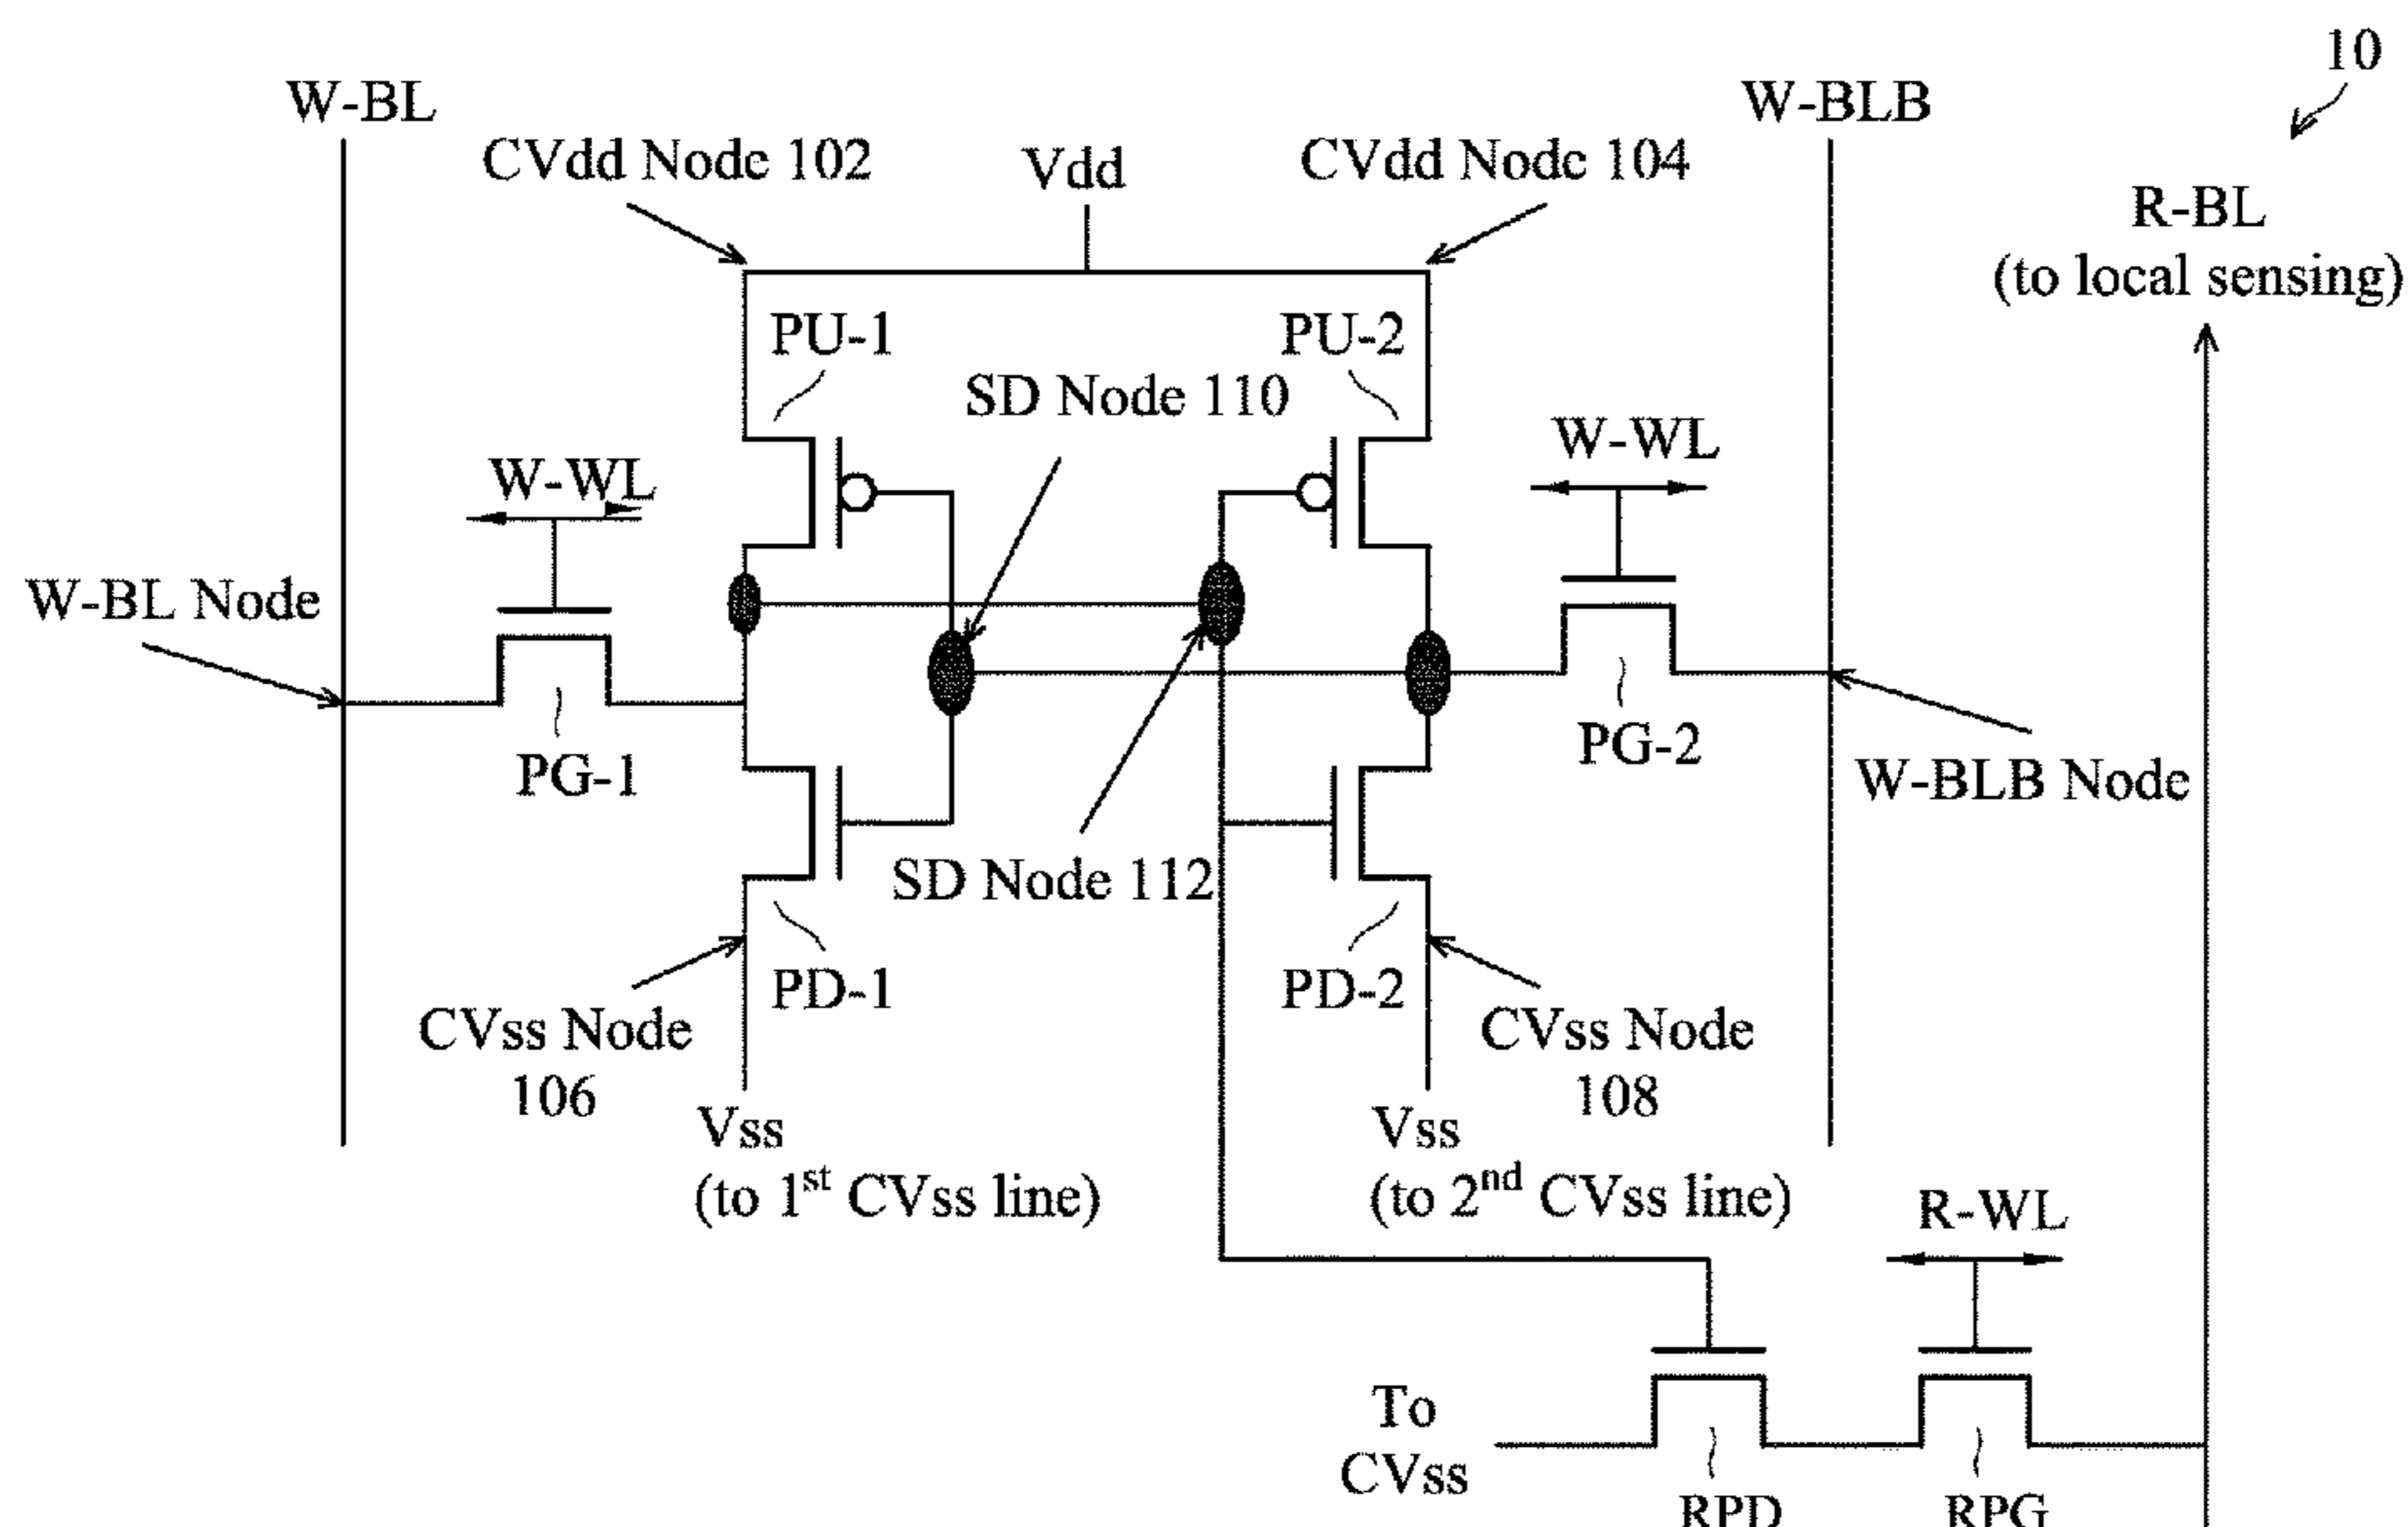 10
W-BL
W-BLB
CVdd Node 102
Vdd
CVdd Node 104
R-BL
(to local sensing)
PU-1
PU-2
SD Node 110
W-WL
W-WL
W-BL Node
PG-1
PG-2
W-BLB Node
SD Node 112
PD-1
PD-2
CVss Node
106
CVss Node
108
Vss
(to 1st CVss line)
Vss
(to 2nd CVss line)
R-WL
To
CVss
RPD
RPG